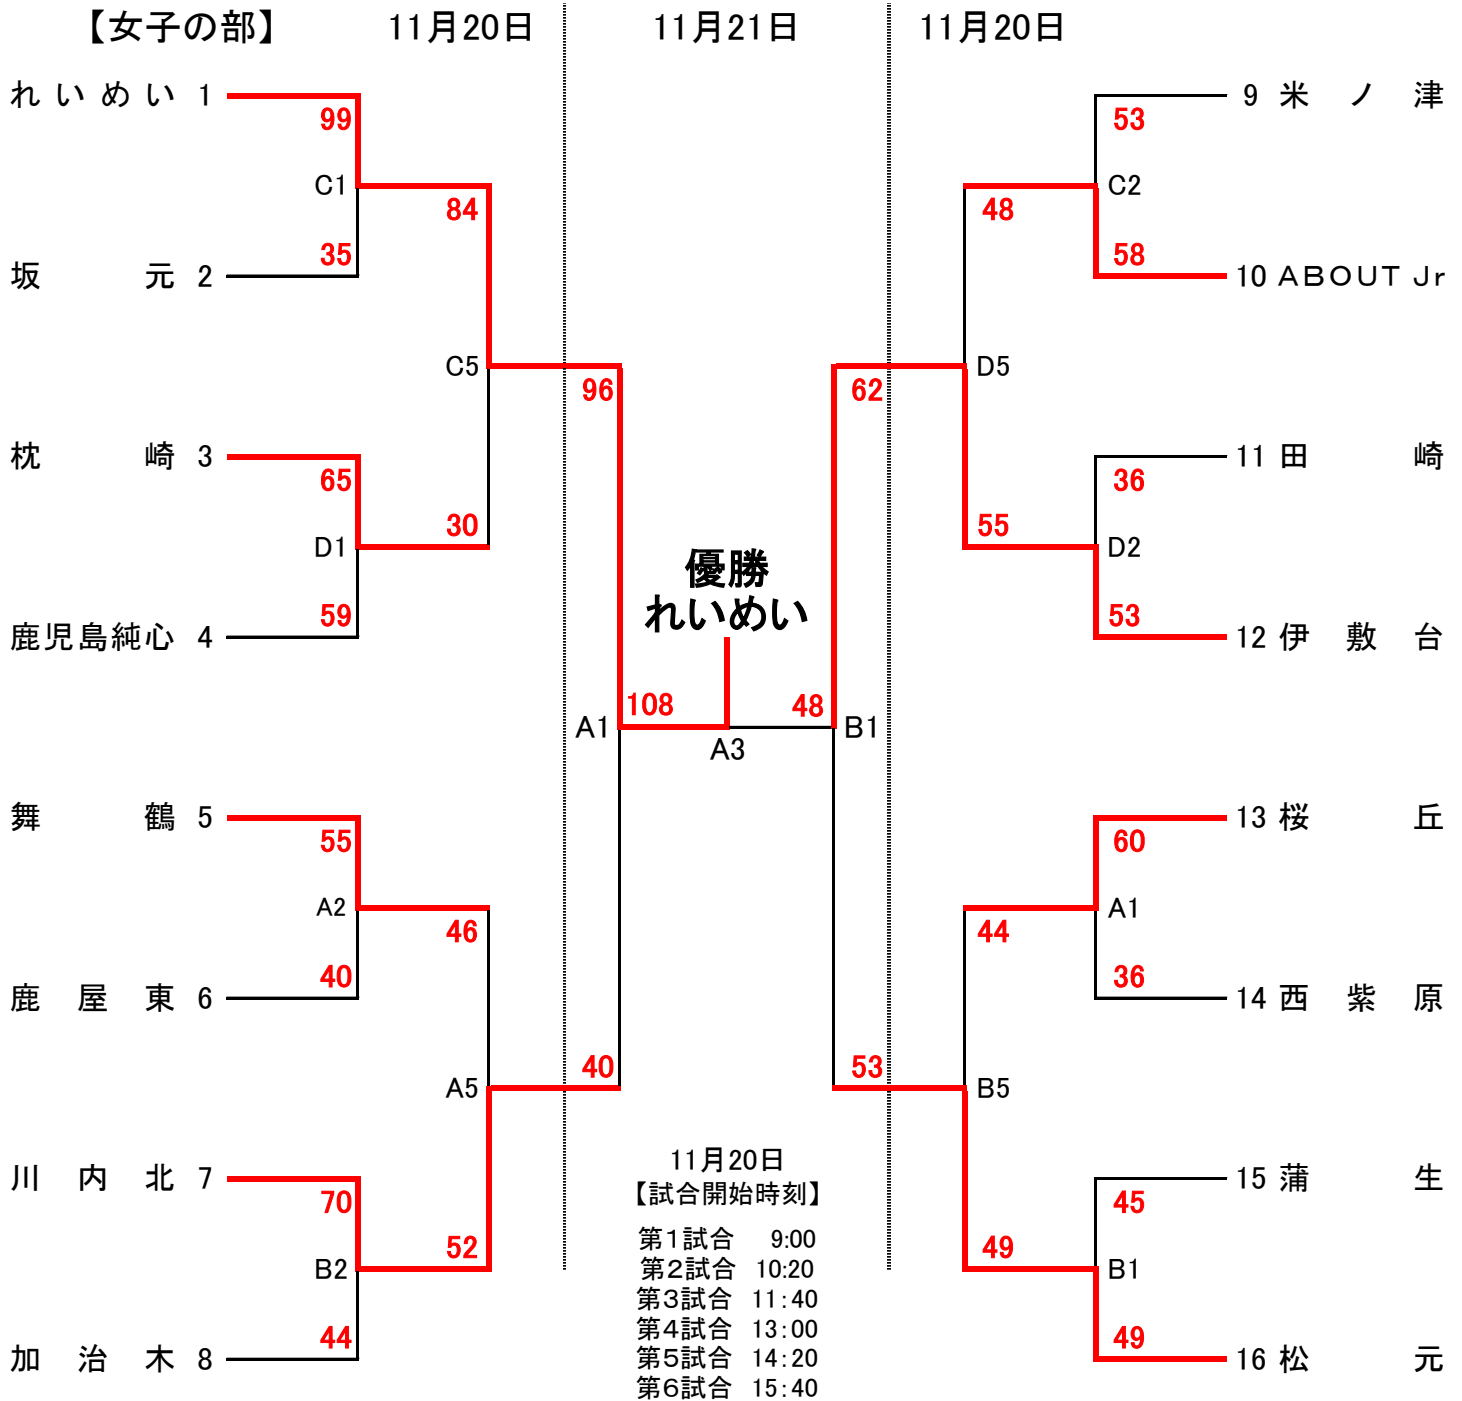 【女子の部】 11月20日 11月21日 11月20日
れいめい 1
99
C1
35
坂元 2
84
C5
30
枕崎 3
65
D1
59
鹿児島純心 4
96
A1
40
舞鶴 5
55
A2
40
鹿屋東 6
46
A5
52
川内北 7
70
B2
44
加治木 8
優勝
れいめい
108
48
A3
9 米ノ津
53
C2
58
10 ABOUT Jr
48
D5
55
11 田崎
36
D2
53
12 伊敷台
62
B1
53
13 桜丘
60
A1
36
14 西紫原
44
B5
49
15 蒲生
45
B1
49
16 松元
11月20日
【試合開始時刻】
第1試合 9:00
第2試合 10:20
第3試合 11:40
第4試合 13:00
第5試合 14:20
第6試合 15:40